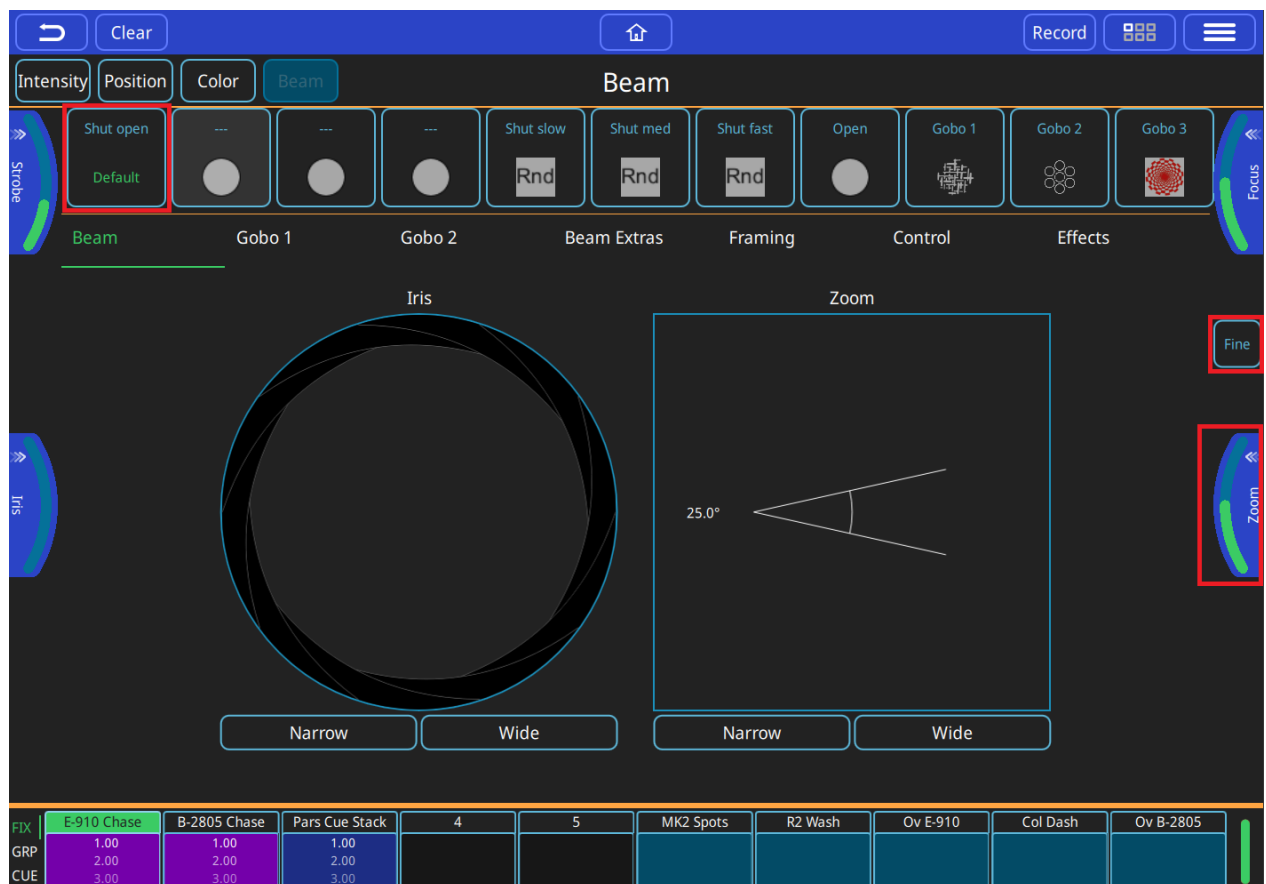 Clear
Record
Intensity Position Color Beam
Beam
Shut open --- --- --- Shut slow Shut med Shut fast Open Gobo 1 Gobo 2 Gobo 3
Default Rnd Rnd Rnd
Strobe
Focus
Beam Gobo 1 Gobo 2 Beam Extras Framing Control Effects
Iris Zoom
Fine
Iris
25.0°
Zoom
Narrow Wide Narrow Wide
FIX E-910 Chase B-2805 Chase Pars Cue Stack 4 5 MK2 Spots R2 Wash Ov E-910 Col Dash Ov B-2805
1.00 1.00 1.00
GRP 2.00 2.00 2.00
CUE 3.00 3.00 3.00